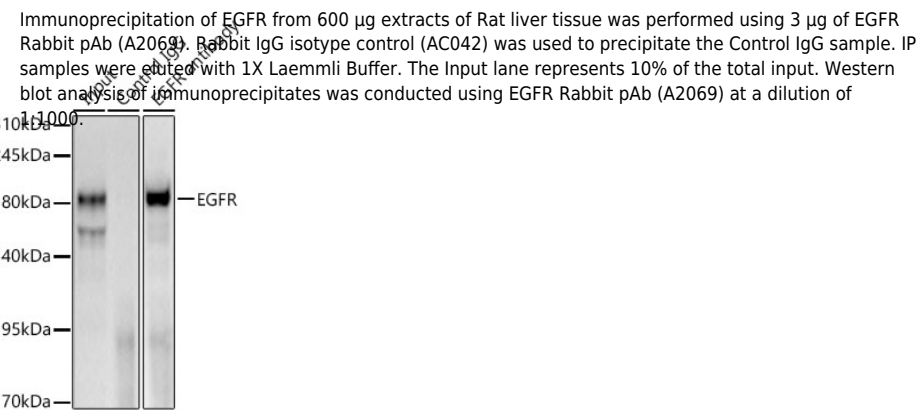 Immunoprecipitation of EGFR from 600 µg extracts of Rat liver tissue was performed using 3 µg of EGFR
Rabbit pAb (A2069). Rabbit IgG isotype control (AC042) was used to precipitate the Control IgG sample. IP
samples were eluted with 1X Laemmli Buffer. The Input lane represents 10% of the total input. Western
blot analysis of immunoprecipitates was conducted using EGFR Rabbit pAb (A2069) at a dilution of
1:1000.
Input
Control IgG
EGFR antibody
10kDa
45kDa
80kDa
EGFR
40kDa
95kDa
70kDa